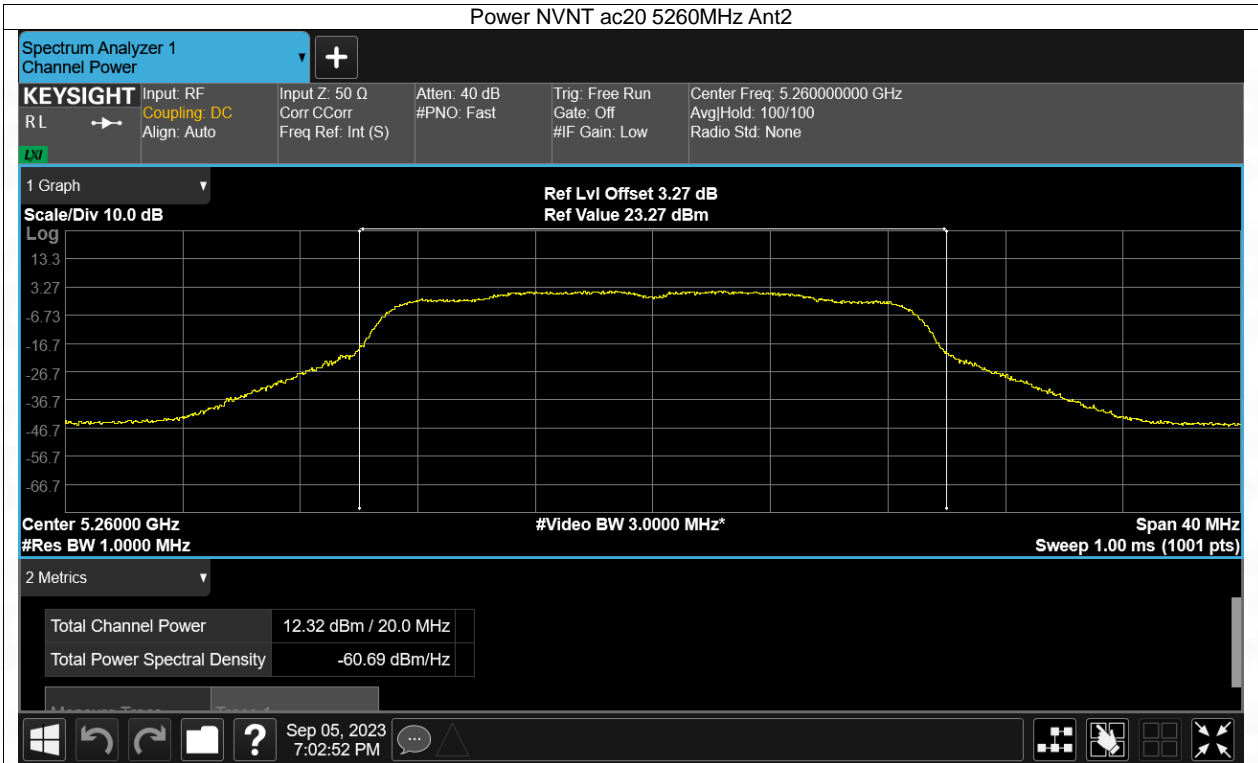 Power NVNT ac20 5260MHz Ant2
Spectrum Analyzer 1
Channel Power
KEYSIGHT
R L
LXI
Input: RF
Coupling: DC
Align: Auto
Input Z: 50 Ω
Corr CCorr
Freq Ref: Int (S)
Atten: 40 dB
#PNO: Fast
Trig: Free Run
Gate: Off
#IF Gain: Low
Center Freq: 5.260000000 GHz
Avg|Hold: 100/100
Radio Std: None
1 Graph
Scale/Div 10.0 dB
Ref Lvl Offset 3.27 dB
Ref Value 23.27 dBm
Log
13.3
3.27
-6.73
-16.7
-26.7
-36.7
-46.7
-56.7
-66.7
Center 5.26000 GHz
#Video BW 3.0000 MHz*
Span 40 MHz
#Res BW 1.0000 MHz
Sweep 1.00 ms (1001 pts)
2 Metrics
Total Channel Power 12.32 dBm / 20.0 MHz
Total Power Spectral Density -60.69 dBm/Hz
Sep 05, 2023
7:02:52 PM